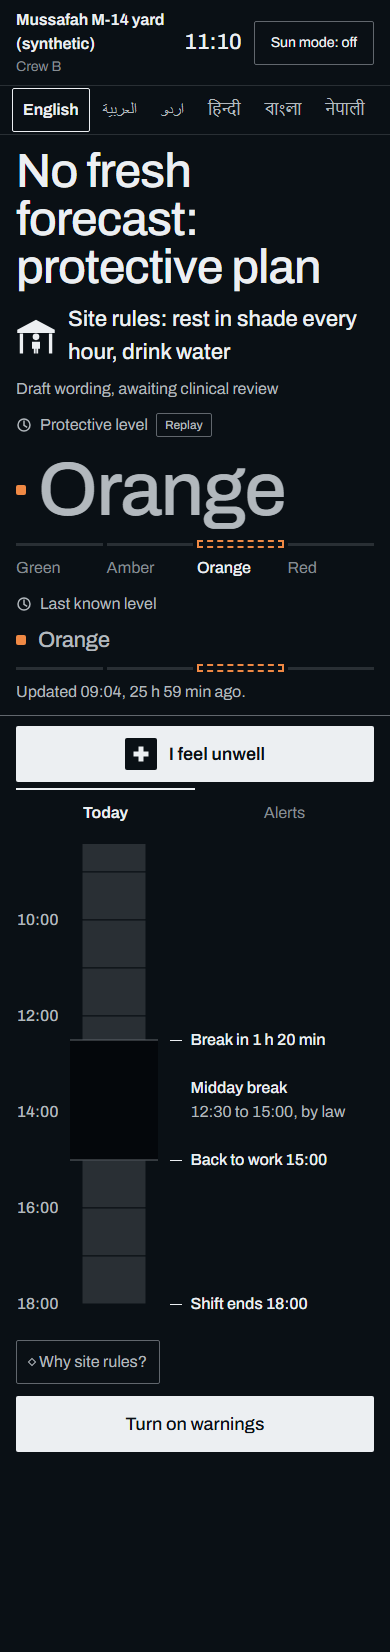 Mussafah M-14 yard
(synthetic)
Crew B
11:10
Sun mode: off
English
العربية
اردو
हिन्दी
বাংলা
नेपाली
No fresh
forecast:
protective plan
Site rules: rest in shade every
hour, drink water
Draft wording, awaiting clinical review
Protective level
Replay
Orange
Green
Amber
Orange
Red
Last known level
Orange
Updated 09:04, 25 h 59 min ago.
I feel unwell
Today
Alerts
10:00
12:00
Break in 1 h 20 min
Midday break
14:00
12:30 to 15:00, by law
Back to work 15:00
16:00
18:00
Shift ends 18:00
Why site rules?
Turn on warnings